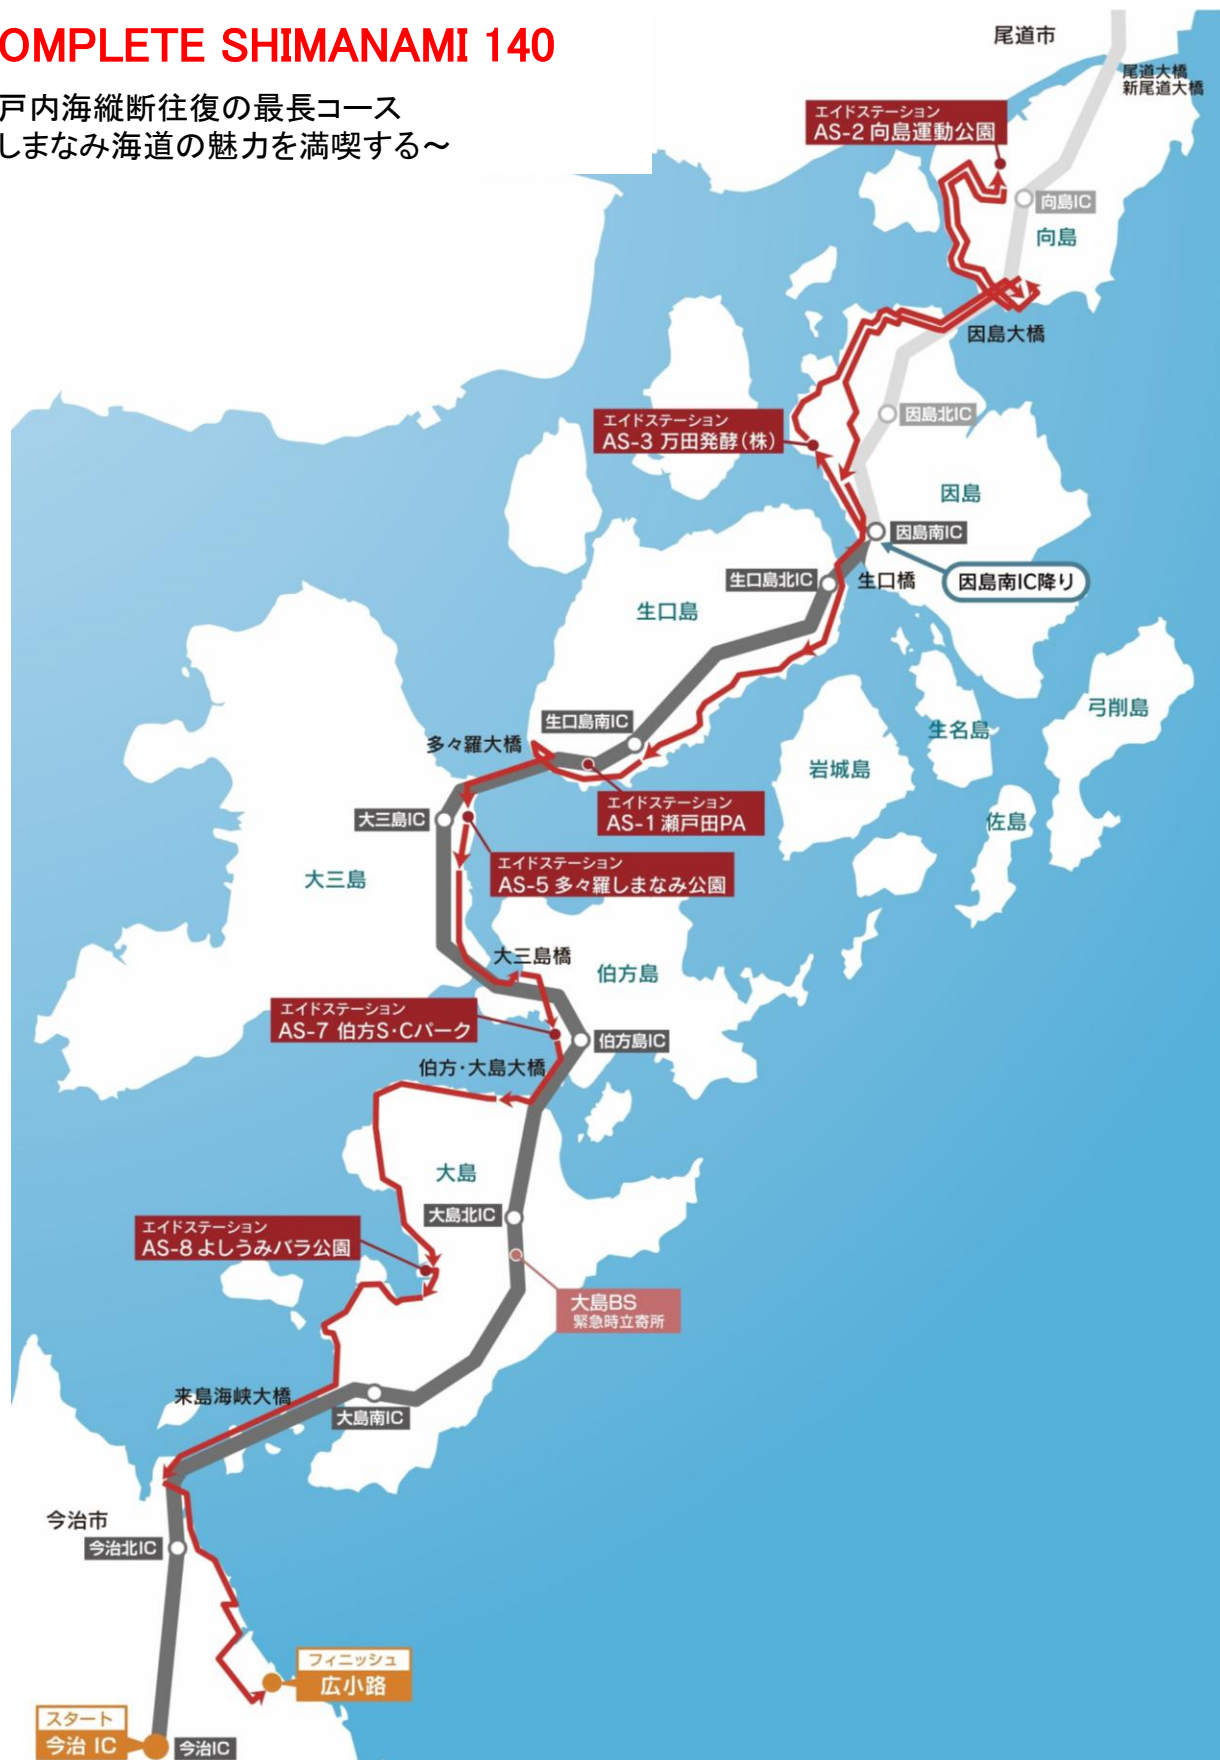 OMPLETE SHIMANAMI 140
戸内海縦断往復の最長コース
しまなみ海道の魅力を満喫する～
尾道市
尾道大橋
新尾道大橋
エイドステーション
AS-2 向島運動公園
向島IC
向島
因島大橋
エイドステーション
AS-3 万田発酵(株)
因島北IC
因島
因島南IC
生口島北IC
生口橋
因島南IC降り
生口島
生口島南IC
多々羅大橋
弓削島
生名島
岩城島
佐島
エイドステーション
AS-1 瀬戸田PA
大三島IC
エイドステーション
AS-5 多々羅しまなみ公園
大三島
大三島橋
伯方島
エイドステーション
AS-7 伯方S・Cパーク
伯方島IC
伯方・大島大橋
大島
大島北IC
エイドステーション
AS-8 よしうみバラ公園
大島BS
緊急時立寄所
来島海峡大橋
大島南IC
今治市
今治北IC
フィニッシュ
広小路
スタート
今治 IC
今治IC